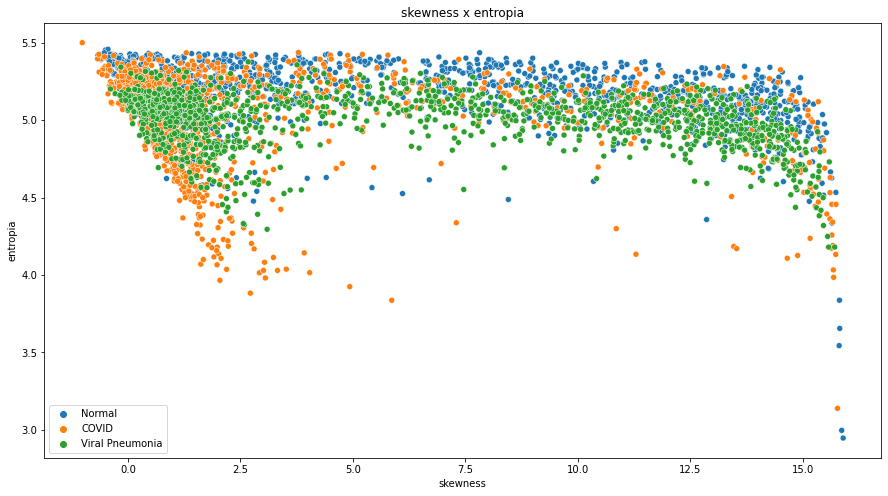 skewness x entropia
entropia
5.5
5.0
4.5
4.0
3.5
3.0
Normal
COVID
Viral Pneumonia
0.0 2.5 5.0 7.5 10.0 12.5 15.0
skewness